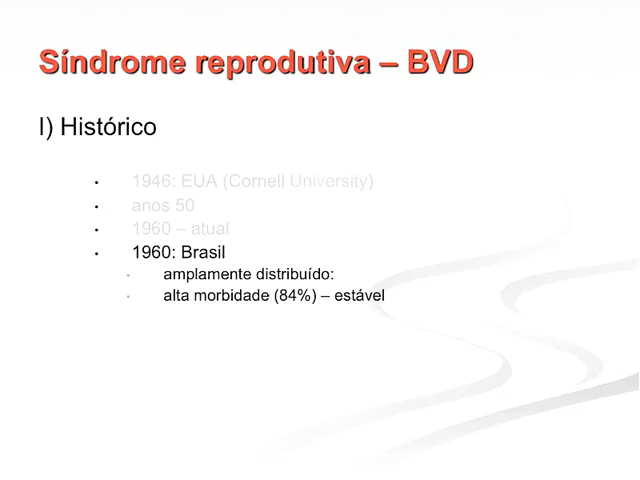 Síndrome reprodutiva – BVD
I) Histórico
• 1946: EUA (Cornell University)
• anos 50
• 1960 – atual
• 1960: Brasil
• amplamente distribuído:
• alta morbidade (84%) – estável